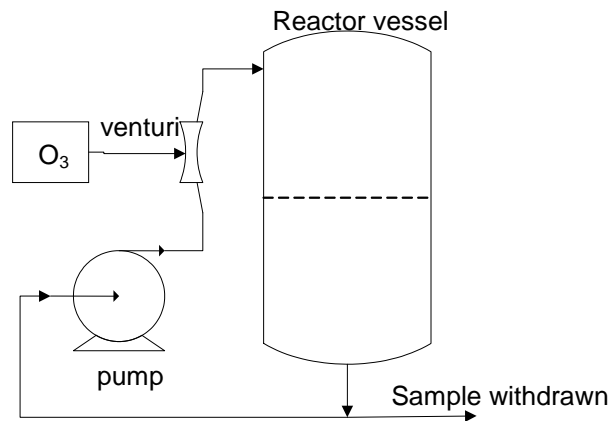 Reactor vessel
venturi
O₃
pump
Sample withdrawn